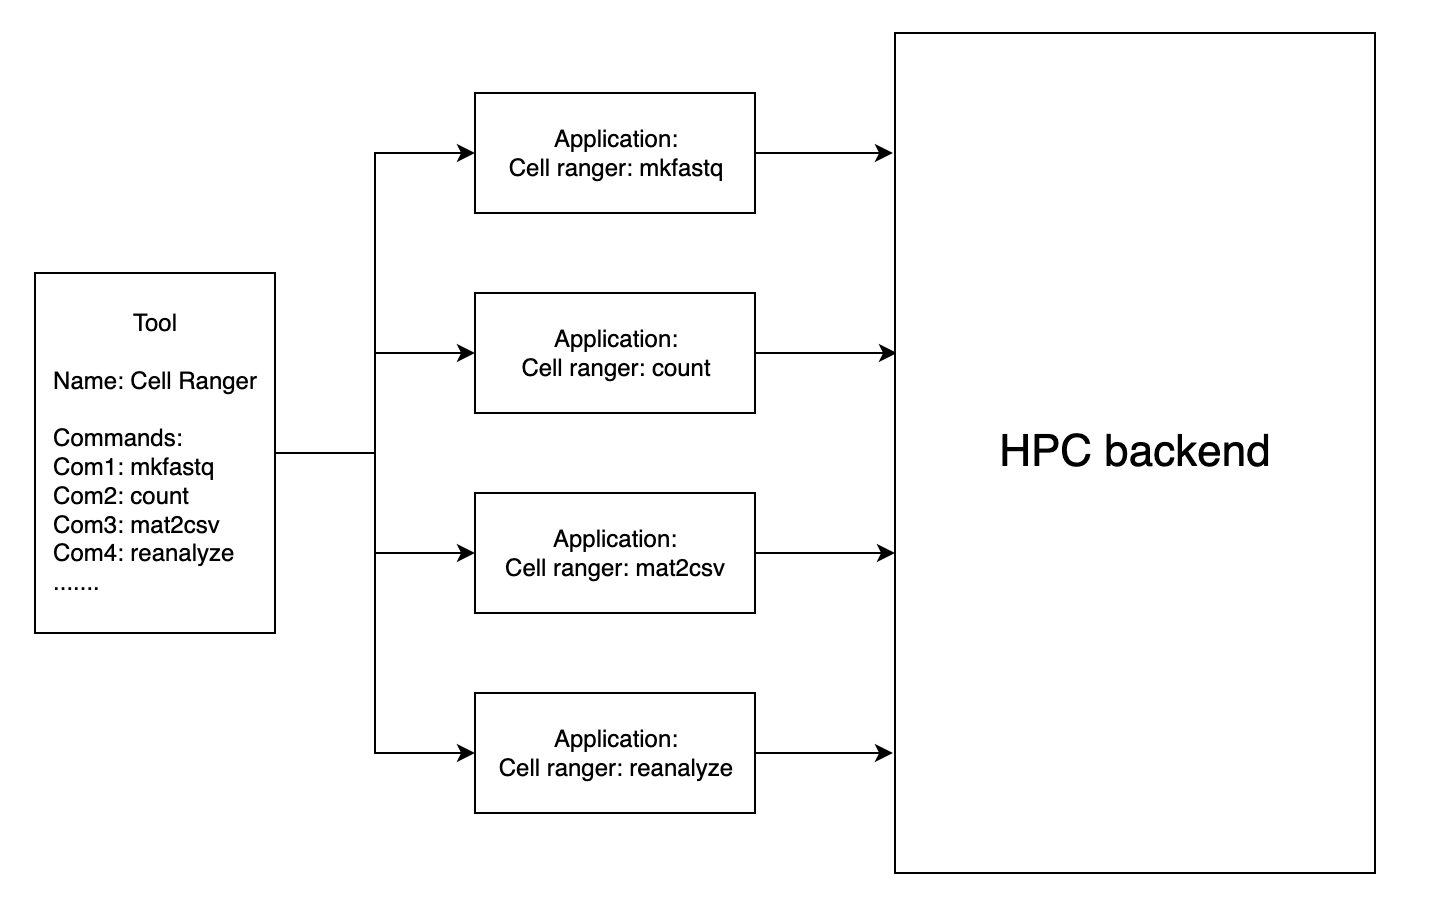 Tool
Name: Cell Ranger
Commands:
Com1: mkfastq
Com2: count
Com3: mat2csv
Com4: reanalyze
.......
Application:
Cell ranger: mkfastq
Application:
Cell ranger: count
Application:
Cell ranger: mat2csv
Application:
Cell ranger: reanalyze
HPC backend